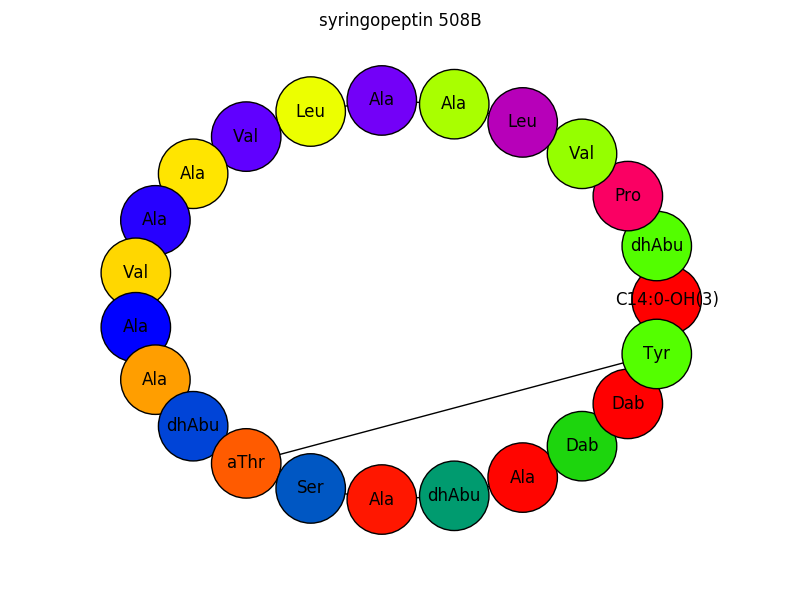 syringopeptin 508B
C14:0-OH(3)
dhAbu
Pro
Val
Leu
Ala
Ala
Leu
Val
Ala
Ala
Val
Ala
Ala
dhAbu
aThr
Ser
Ala
dhAbu
Ala
Dab
Dab
Tyr